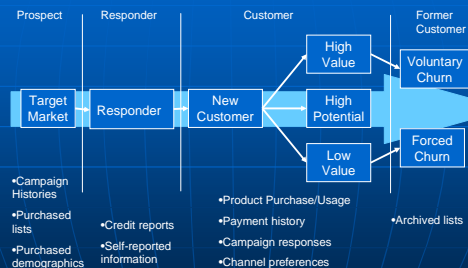 Prospect
Responder
Customer
Former
Customer
Target
Market
Responder
New
Customer
High
Value
High
Potential
Low
Value
Voluntary
Churn
Forced
Churn
•Campaign
Histories
•Purchased
lists
•Purchased
demographics
•Credit reports
•Self-reported
information
•Product Purchase/Usage
•Payment history
•Campaign responses
•Channel preferences
•Archived lists